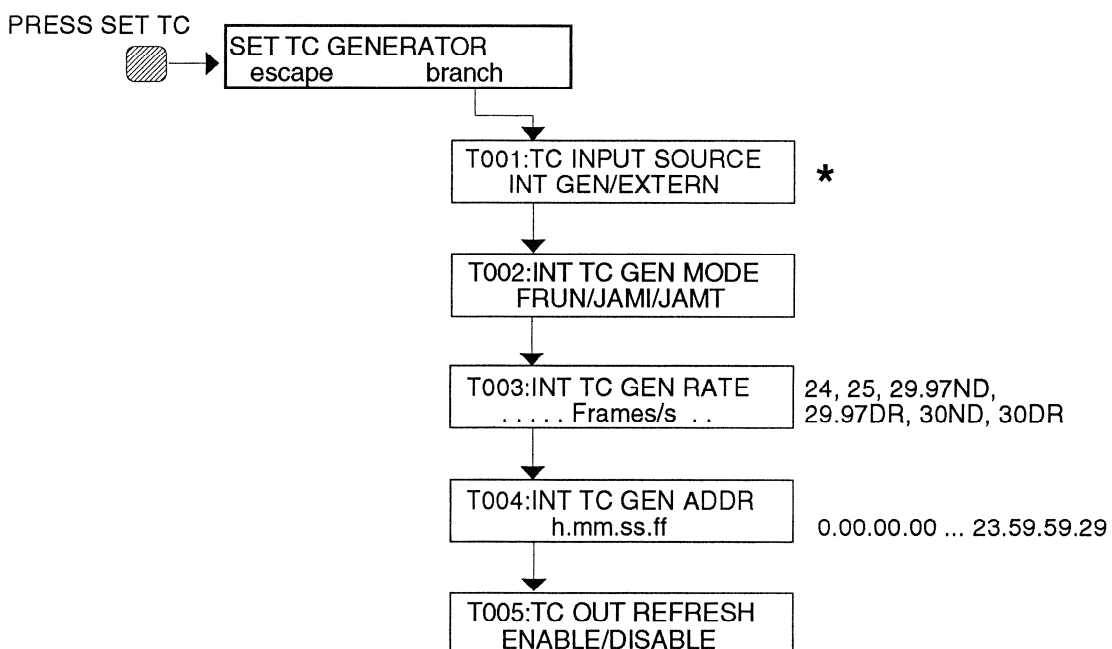 PRESS SET TC
SET TC GENERATOR
escape branch
T001:TC INPUT SOURCE
INT GEN/EXTERN
*
T002:INT TC GEN MODE
FRUN/JAMI/JAMT
T003:INT TC GEN RATE
. . . . . Frames/s . .
24, 25, 29.97ND,
29.97DR, 30ND, 30DR
T004:INT TC GEN ADDR
h.mm.ss.ff
0.00.00.00 ... 23.59.59.29
T005:TC OUT REFRESH
ENABLE/DISABLE